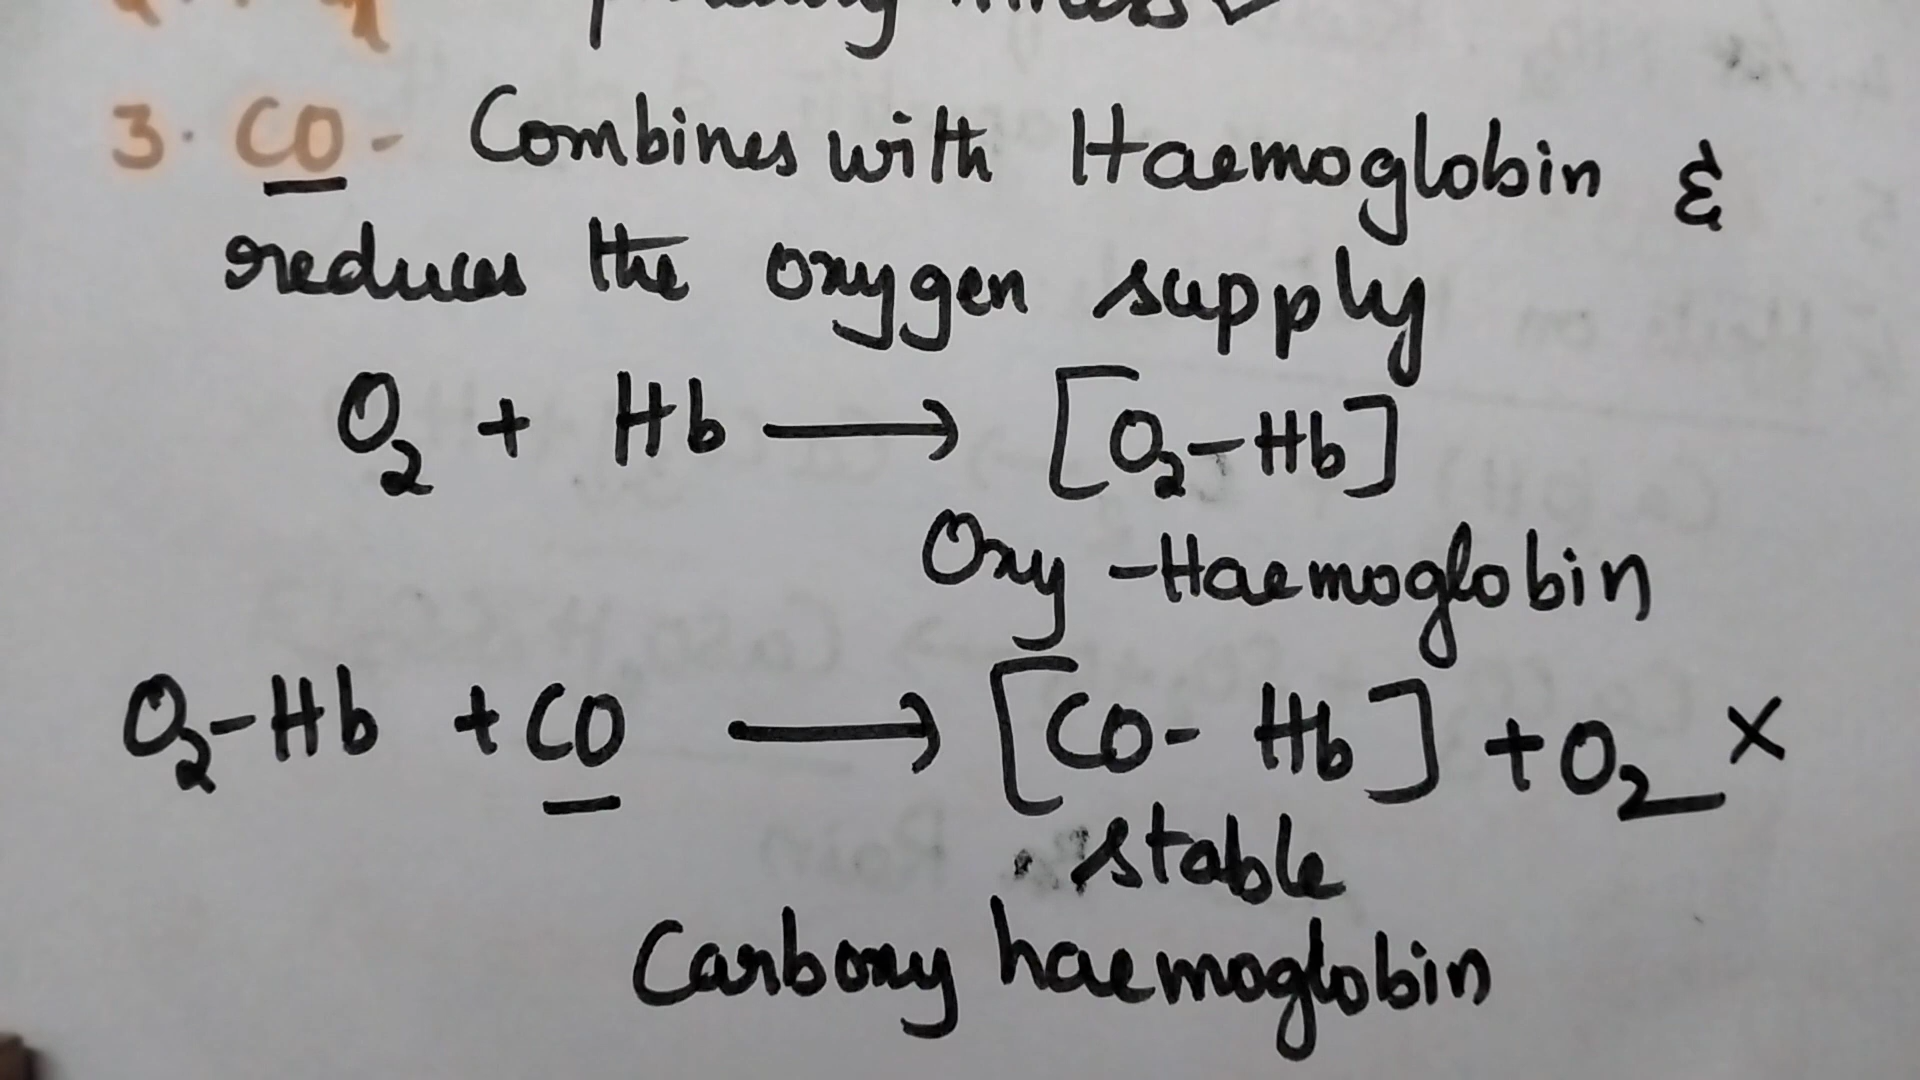 3. CO - Combines with Haemoglobin &
reduces the oxygen supply
O₂ + Hb ⟶ [O₂-Hb]
Oxy -Haemoglobin
O₂-Hb + CO ⟶ [CO- Hb] + O₂ ×
stable
Carboxy haemoglobin